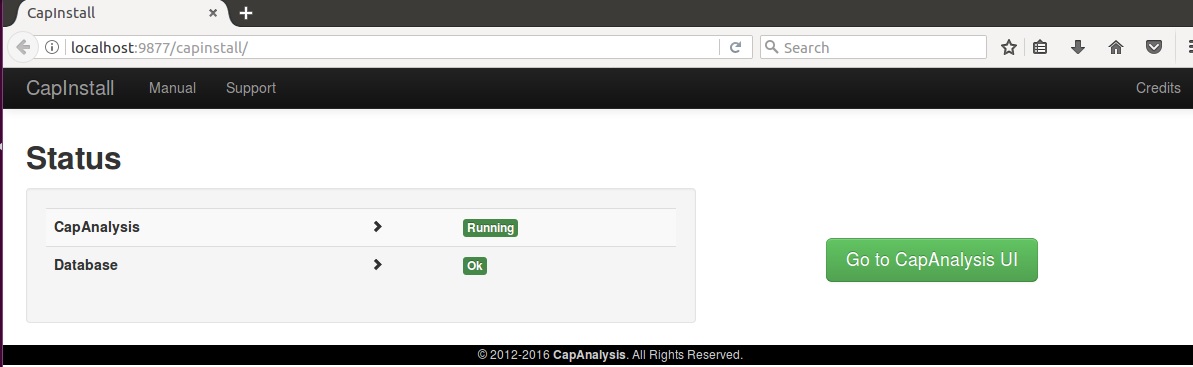 CapInstall
localhost:9877/capinstall/
Search
CapInstall Manual Support Credits
Status
CapAnalysis Running
Database Ok
Go to CapAnalysis UI
© 2012-2016 CapAnalysis. All Rights Reserved.